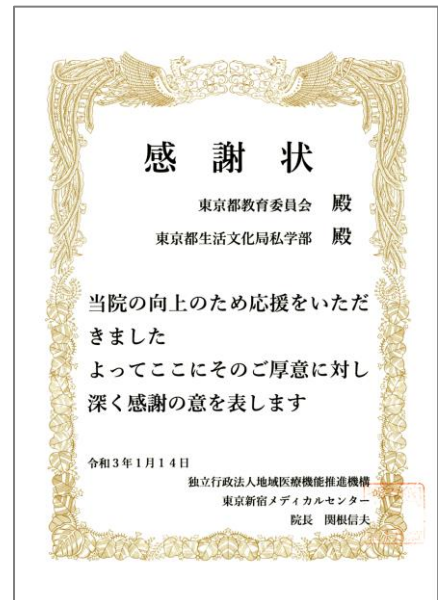 感 謝 状
東京都教育委員会 殿
東京都生活文化局私学部 殿
当院の向上のため応援をいただ
きました
よってここにそのご厚意に対し
深く感謝の意を表します
令和3年1月14日
独立行政法人地域医療機能推進機構
東京新宿メディカルセンター
院長 関根信夫